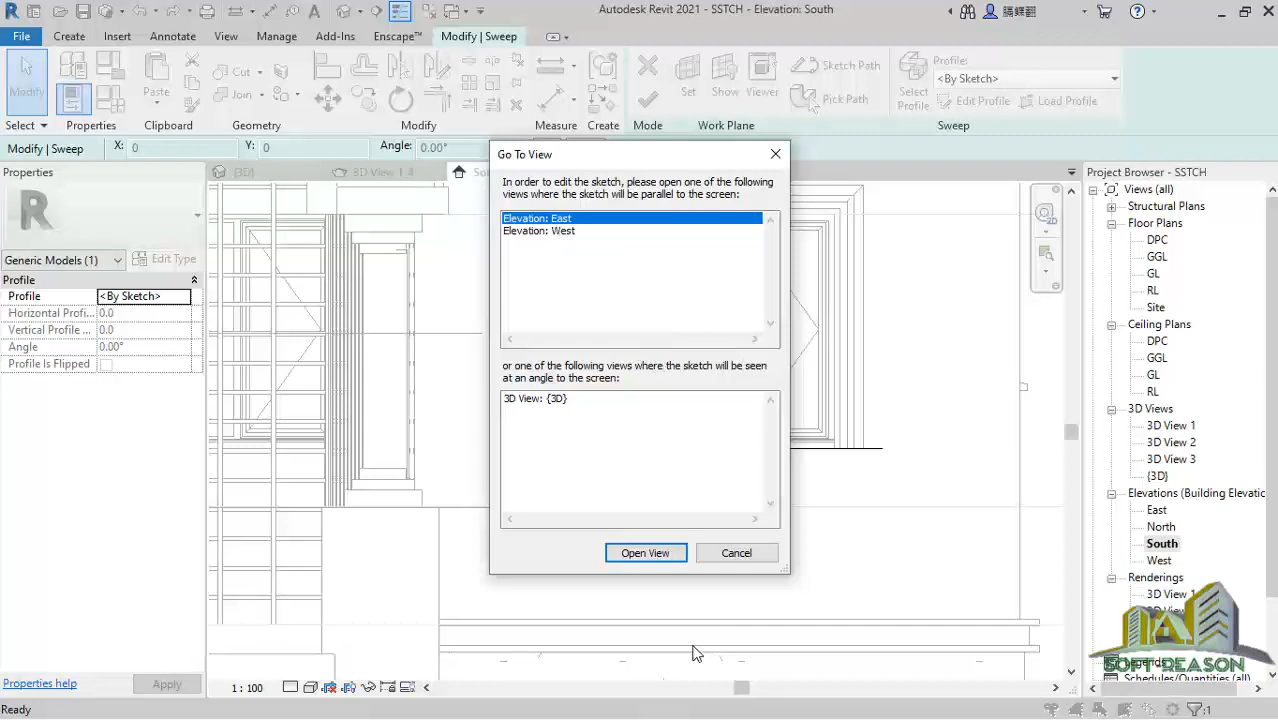 Autodesk Revit 2021 - SSTCH - Elevation: South
File Create Insert Annotate View Manage Add-Ins Enscape™ Modify | Sweep
Modify
Paste
Cut
Join
Set Show Viewer
Sketch Path
Pick Path
Select Profile
Profile:
<By Sketch>
Edit Profile Load Profile
Select Properties Clipboard Geometry Modify Measure Create Mode Work Plane Sweep
Modify | Sweep X: 0 Y: 0 Angle: 0.00°
Properties
R
Generic Models (1) Edit Type
Profile
Profile <By Sketch>
Horizontal Profi... 0.0
Vertical Profile ... 0.0
Angle 0.00°
Profile Is Flipped
Properties help Apply
{3D} 3D View 1
Go To View
In order to edit the sketch, please open one of the following
views where the sketch will be parallel to the screen:
Elevation: East
Elevation: West
or one of the following views where the sketch will be seen
at an angle to the screen:
3D View: {3D}
Open View Cancel
2D
Project Browser - SSTCH
Views (all)
Structural Plans
Floor Plans
DPC
GGL
GL
RL
Site
Ceiling Plans
DPC
GGL
GL
RL
3D Views
3D View 1
3D View 2
3D View 3
{3D}
Elevations (Building Elevatic
East
North
South
West
Renderings
3D View 1
SOFT REASON
Schedules/Quantities (all)
1 : 100
Ready
:1